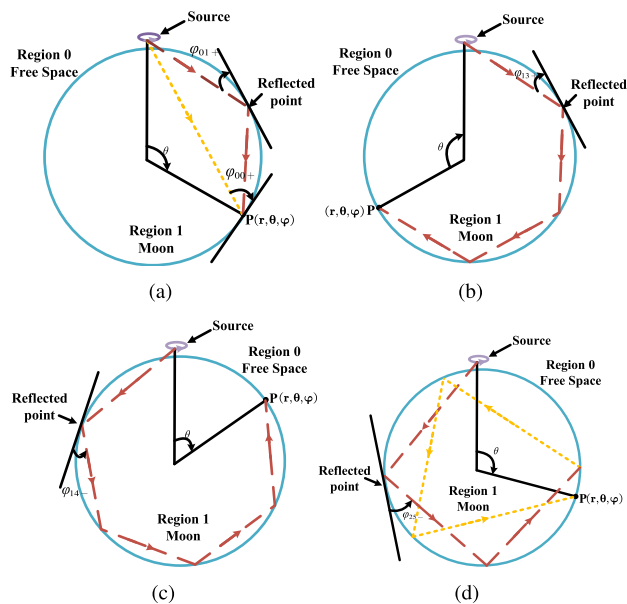 Source
Region 0
Free Space
φ₀₁₊
Reflected
point
θ
φ₀₀₊
P(r,θ,φ)
Region 1
Moon
(a)
Source
Region 0
Free Space
φ₁₃
Reflected
point
θ
(r,θ,φ) P
Region 1
Moon
(b)
Source
Region 0
Free Space
Reflected
point
θ
P(r,θ,φ)
φ₁₄₋
Region 1
Moon
(c)
Source
Region 0
Free Space
θ
Reflected
point
Region 1
Moon
P(r,θ,φ)
φ₂₅₋
(d)